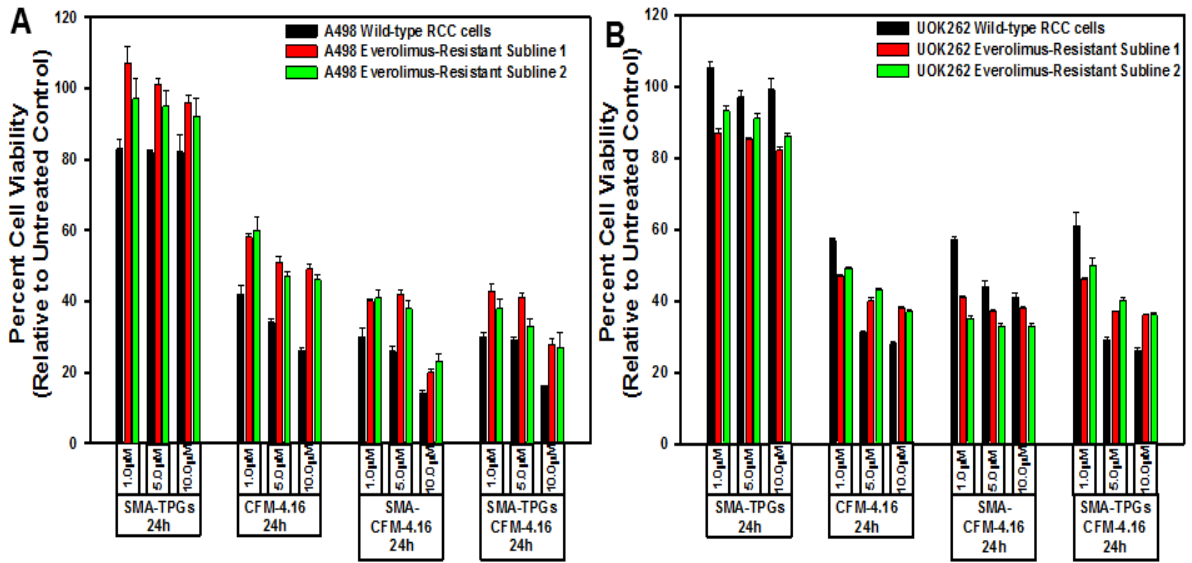 A
Percent Cell Viability
(Relative to Untreated Control)
120
100
80
60
40
20
0
A498 Wild-type RCC cells
A498 Everolimus-Resistant Subline 1
A498 Everolimus-Resistant Subline 2
1.0µM
5.0µM
10.0µM
1.0µM
5.0µM
10.0µM
1.0µM
5.0µM
10.0µM
1.0µM
5.0µM
10.0µM
SMA-TPGs
24h
CFM-4.16
24h
SMA-
CFM-4.16
24h
SMA-TPGs
CFM-4.16
24h
B
Percent Cell Viability
(Relative to Untreated Control)
120
100
80
60
40
20
0
UOK262 Wild-type RCC cells
UOK262 Everolimus-Resistant Subline 1
UOK262 Everolimus-Resistant Subline 2
1.0µM
5.0µM
10.0µM
1.0µM
5.0µM
10.0µM
1.0µM
5.0µM
10.0µM
1.0µM
5.0µM
10.0µM
SMA-TPGs
24h
CFM-4.16
24h
SMA-
CFM-4.16
24h
SMA-TPGs
CFM-4.16
24h